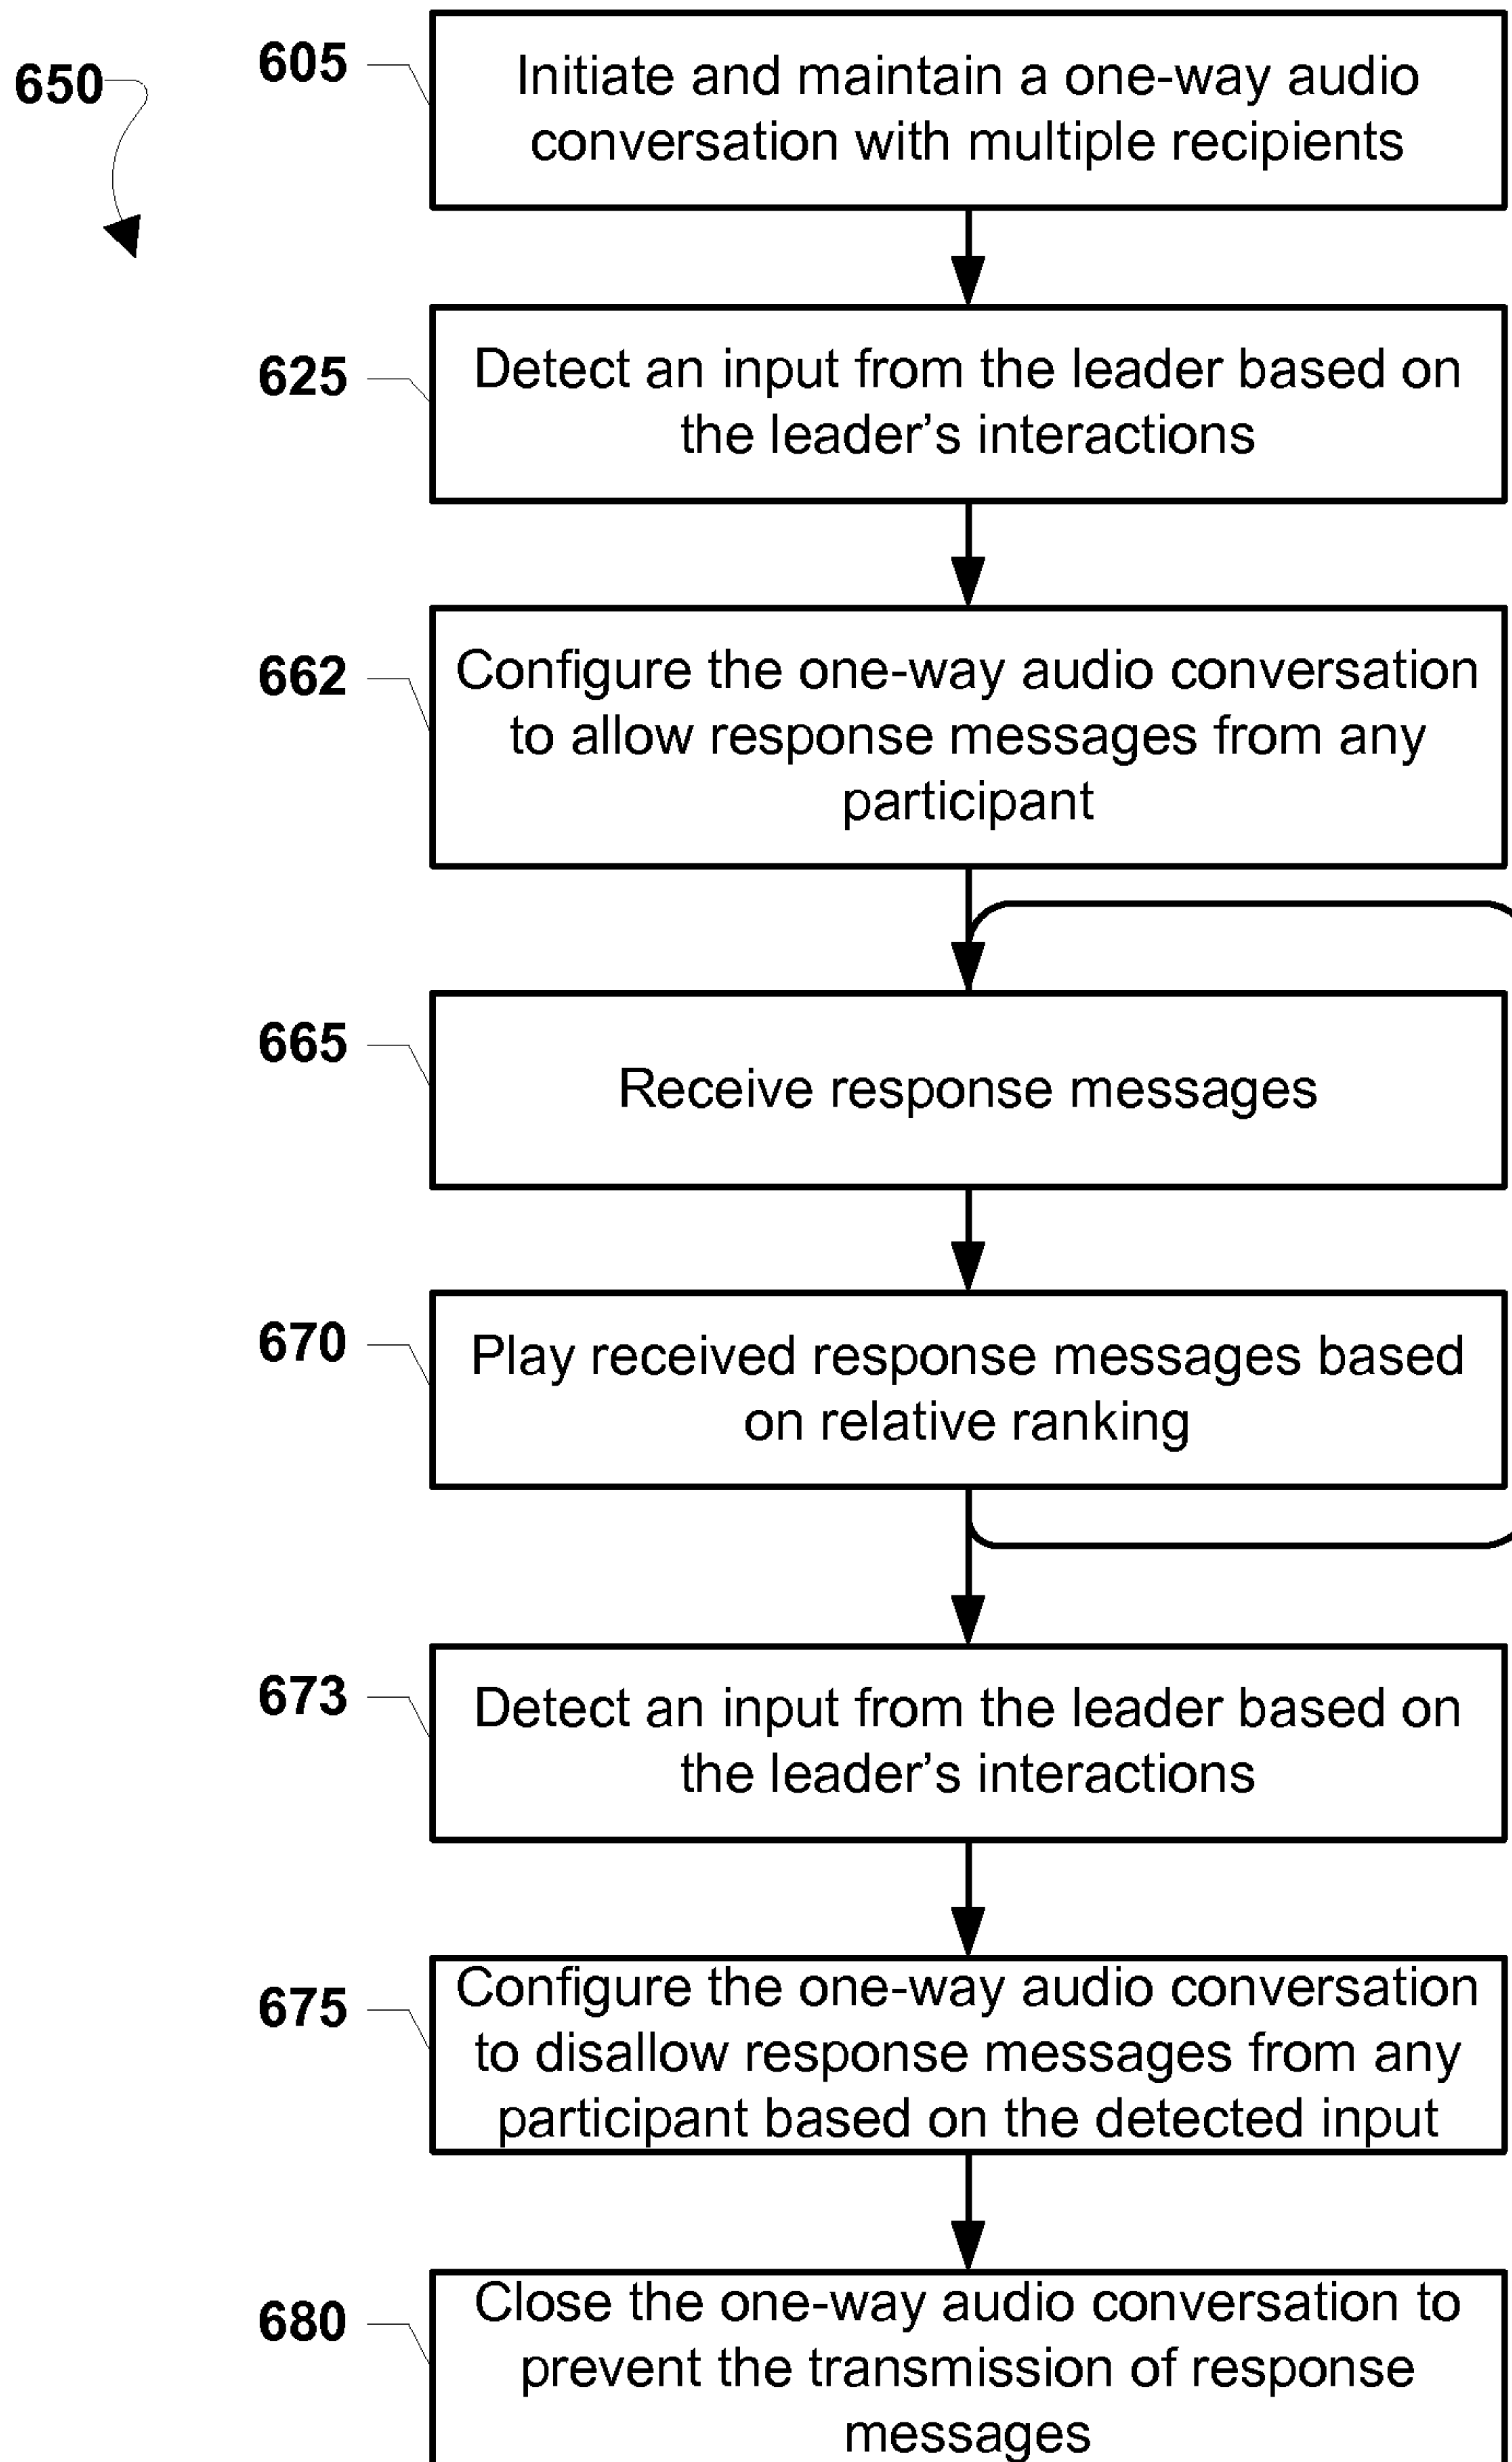 650
605
Initiate and maintain a one-way audio
conversation with multiple recipients
625
Detect an input from the leader based on
the leader's interactions
662
Configure the one-way audio conversation
to allow response messages from any
participant
665
Receive response messages
670
Play received response messages based
on relative ranking
673
Detect an input from the leader based on
the leader's interactions
675
Configure the one-way audio conversation
to disallow response messages from any
participant based on the detected input
680
Close the one-way audio conversation to
prevent the transmission of response
messages